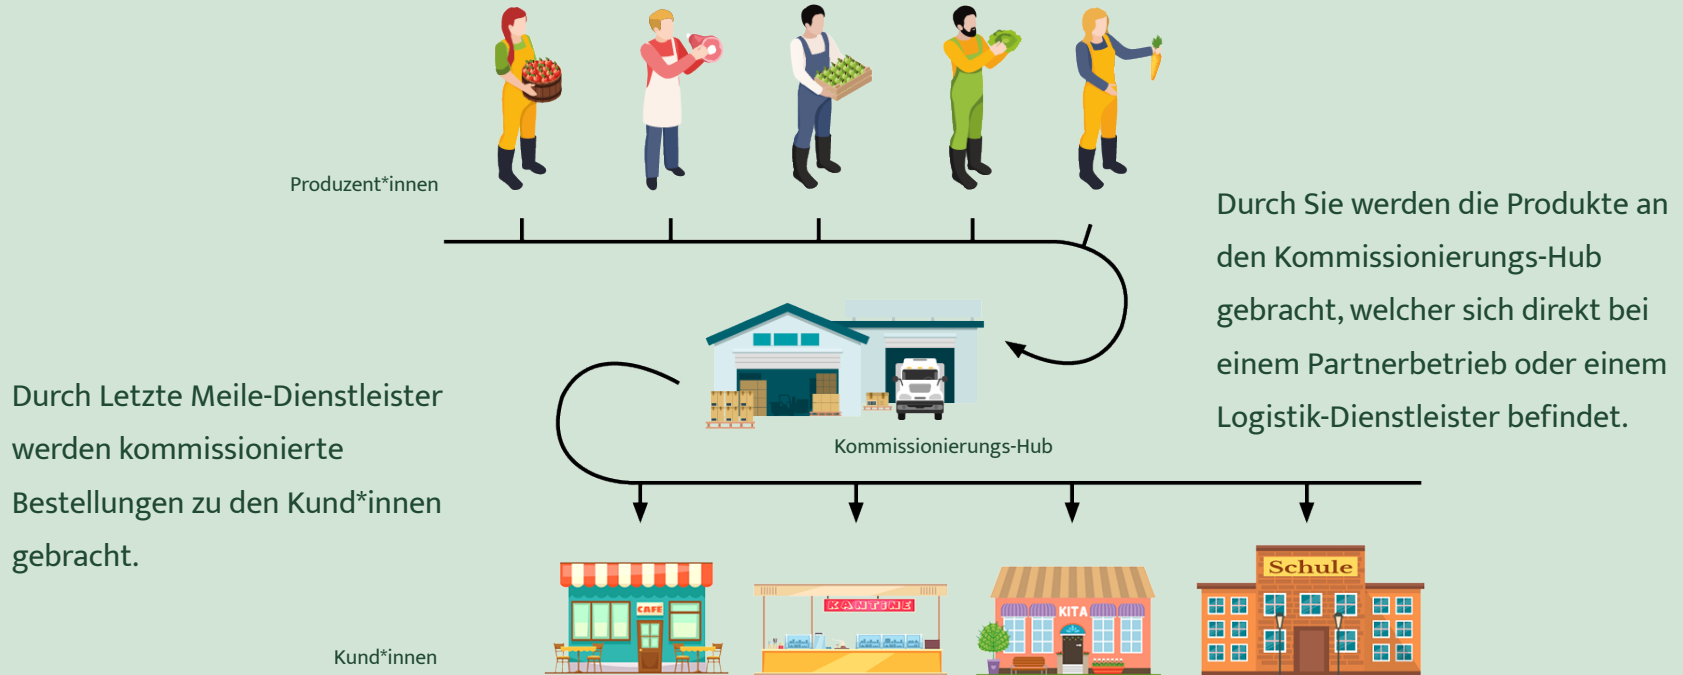 Produzent*innen
Durch Sie werden die Produkte an
den Kommissionierungs-Hub
gebracht, welcher sich direkt bei
einem Partnerbetrieb oder einem
Logistik-Dienstleister befindet.
Durch Letzte Meile-Dienstleister
werden kommissionierte
Bestellungen zu den Kund*innen
gebracht.
Kommissionierungs-Hub
Kund*innen
CAFE
KANTINE
KITA
Schule